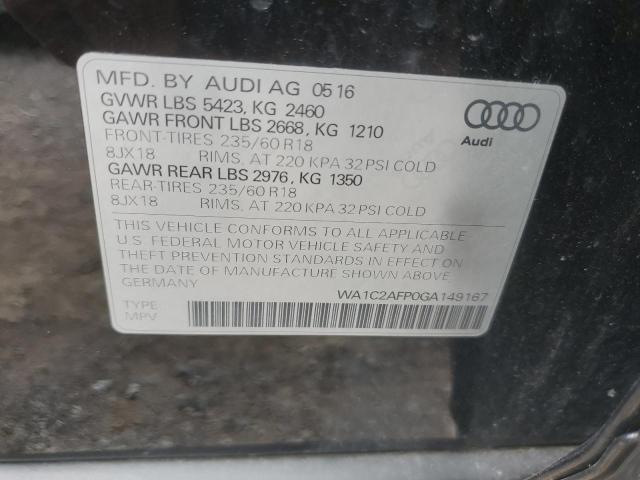 MFD. BY AUDI AG 0516
GVWR LBS 5423, KG 2460
GAWR FRONT LBS 2668, KG 1210
FRONT-TIRES 235/60 R18
8JX18 RIMS, AT 220 KPA 32 PSI COLD
GAWR REAR LBS 2976, KG 1350
REAR-TIRES 235/60 R18
8JX18 RIMS, AT 220 KPA 32 PSI COLD
Audi
THIS VEHICLE CONFORMS TO ALL APPLICABLE
U.S. FEDERAL MOTOR VEHICLE SAFETY AND
THEFT PREVENTION STANDARDS IN EFFECT ON
THE DATE OF MANUFACTURE SHOWN ABOVE.
GERMANY
WA1C2AFP0GA149167
TYPE:
MPV